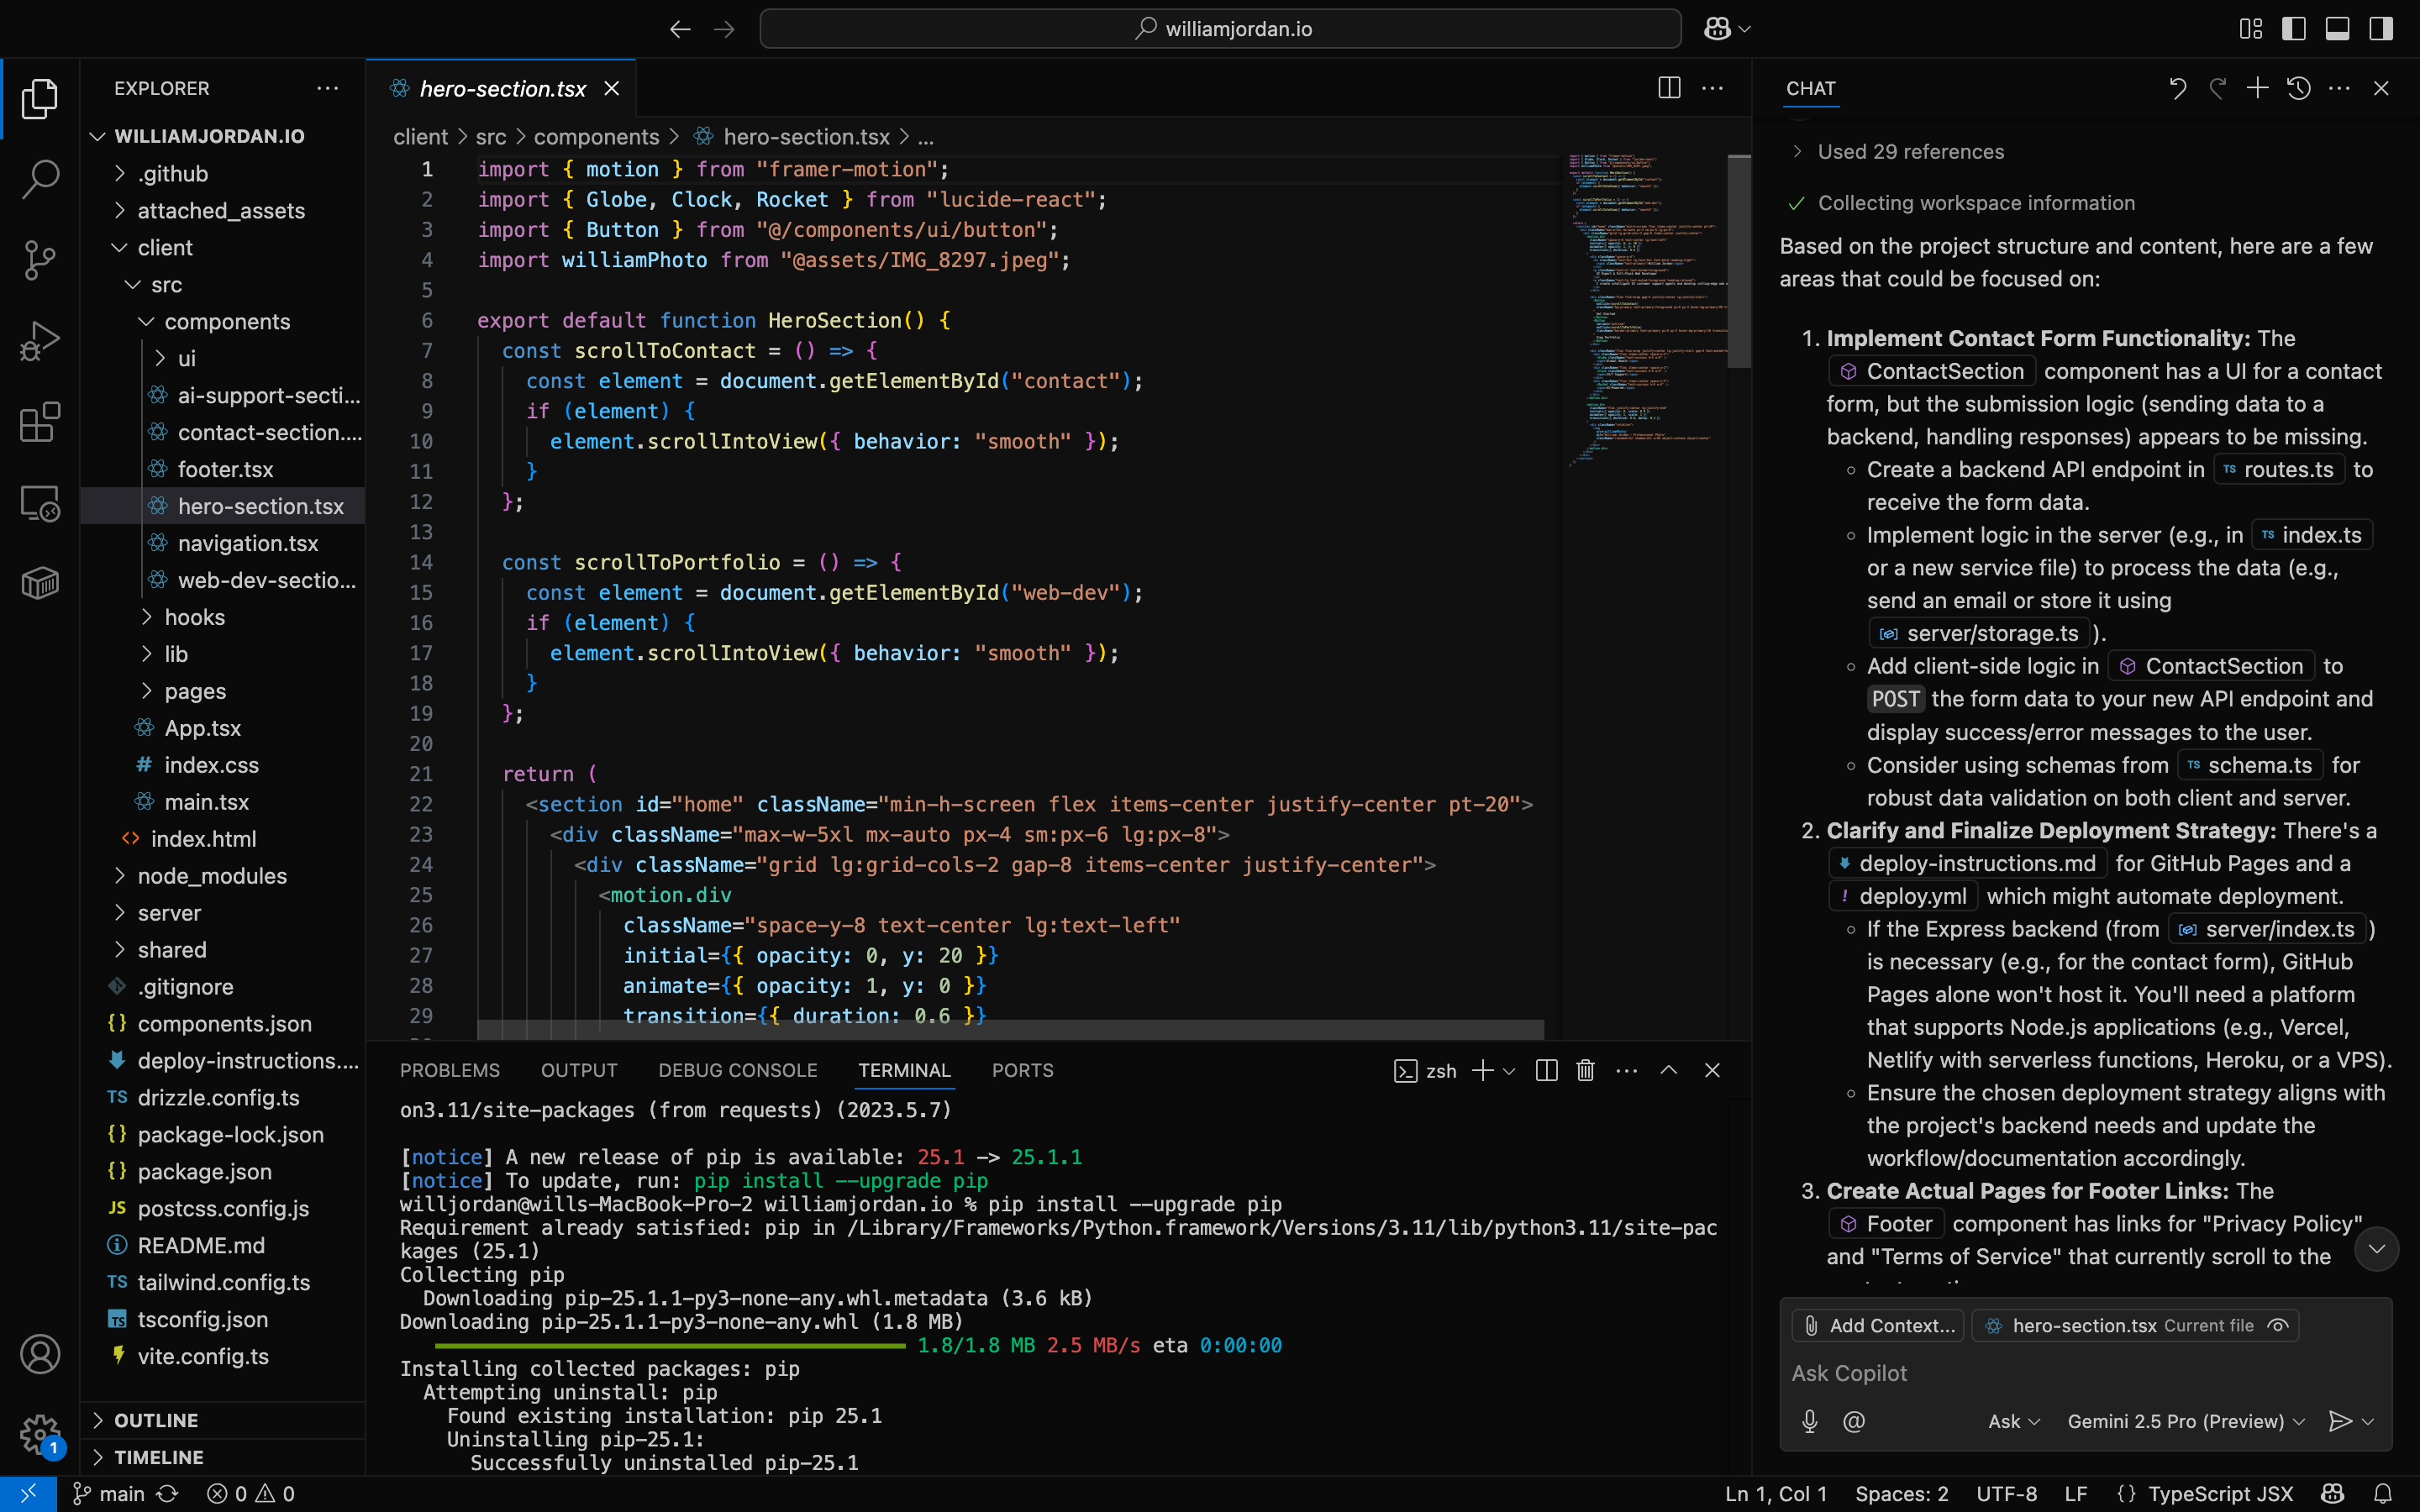 williamjordan.io
EXPLORER
WILLIAMJORDAN.IO
.github
attached_assets
client
src
components
ui
ai-support-secti...
contact-section....
footer.tsx
hero-section.tsx
navigation.tsx
web-dev-sectio...
hooks
lib
pages
App.tsx
# index.css
main.tsx
index.html
node_modules
server
shared
.gitignore
{} components.json
deploy-instructions....
TS drizzle.config.ts
{} package-lock.json
{} package.json
JS postcss.config.js
README.md
TS tailwind.config.ts
TS tsconfig.json
vite.config.ts
OUTLINE
TIMELINE
1
hero-section.tsx
client > src > components > hero-section.tsx > ...
1 import { motion } from "framer-motion";
2 import { Globe, Clock, Rocket } from "lucide-react";
3 import { Button } from "@/components/ui/button";
4 import williamPhoto from "@assets/IMG_8297.jpeg";
5
6 export default function HeroSection() {
7 const scrollToContact = () => {
8 const element = document.getElementById("contact");
9 if (element) {
10 element.scrollIntoView({ behavior: "smooth" });
11 }
12 };
13
14 const scrollToPortfolio = () => {
15 const element = document.getElementById("web-dev");
16 if (element) {
17 element.scrollIntoView({ behavior: "smooth" });
18 }
19 };
20
21 return (
22 <section id="home" className="min-h-screen flex items-center justify-center pt-20">
23 <div className="max-w-5xl mx-auto px-4 sm:px-6 lg:px-8">
24 <div className="grid lg:grid-cols-2 gap-8 items-center justify-center">
25 <motion.div
26 className="space-y-8 text-center lg:text-left"
27 initial={{ opacity: 0, y: 20 }}
28 animate={{ opacity: 1, y: 0 }}
29 transition={{ duration: 0.6 }}
PROBLEMS OUTPUT DEBUG CONSOLE TERMINAL PORTS
zsh
on3.11/site-packages (from requests) (2023.5.7)
[notice] A new release of pip is available: 25.1 -> 25.1.1
[notice] To update, run: pip install --upgrade pip
willjordan@wills-MacBook-Pro-2 williamjordan.io % pip install --upgrade pip
Requirement already satisfied: pip in /Library/Frameworks/Python.framework/Versions/3.11/lib/python3.11/site-pac
kages (25.1)
Collecting pip
Downloading pip-25.1.1-py3-none-any.whl.metadata (3.6 kB)
Downloading pip-25.1.1-py3-none-any.whl (1.8 MB)
1.8/1.8 MB 2.5 MB/s eta 0:00:00
Installing collected packages: pip
Attempting uninstall: pip
Found existing installation: pip 25.1
Uninstalling pip-25.1:
Successfully uninstalled pip-25.1
CHAT
Used 29 references
Collecting workspace information
Based on the project structure and content, here are a few
areas that could be focused on:
1. Implement Contact Form Functionality: The
ContactSection component has a UI for a contact
form, but the submission logic (sending data to a
backend, handling responses) appears to be missing.
Create a backend API endpoint in TS routes.ts to
receive the form data.
Implement logic in the server (e.g., in TS index.ts
or a new service file) to process the data (e.g.,
send an email or store it using
server/storage.ts ).
Add client-side logic in ContactSection to
POST the form data to your new API endpoint and
display success/error messages to the user.
Consider using schemas from TS schema.ts for
robust data validation on both client and server.
2. Clarify and Finalize Deployment Strategy: There's a
deploy-instructions.md for GitHub Pages and a
! deploy.yml which might automate deployment.
If the Express backend (from server/index.ts )
is necessary (e.g., for the contact form), GitHub
Pages alone won't host it. You'll need a platform
that supports Node.js applications (e.g., Vercel,
Netlify with serverless functions, Heroku, or a VPS).
Ensure the chosen deployment strategy aligns with
the project's backend needs and update the
workflow/documentation accordingly.
3. Create Actual Pages for Footer Links: The
Footer component has links for "Privacy Policy"
and "Terms of Service" that currently scroll to the
Add Context... hero-section.tsx Current file
Ask Copilot
@ Ask Gemini 2.5 Pro (Preview)
main 0 0
Ln 1, Col 1 Spaces: 2 UTF-8 LF {} TypeScript JSX